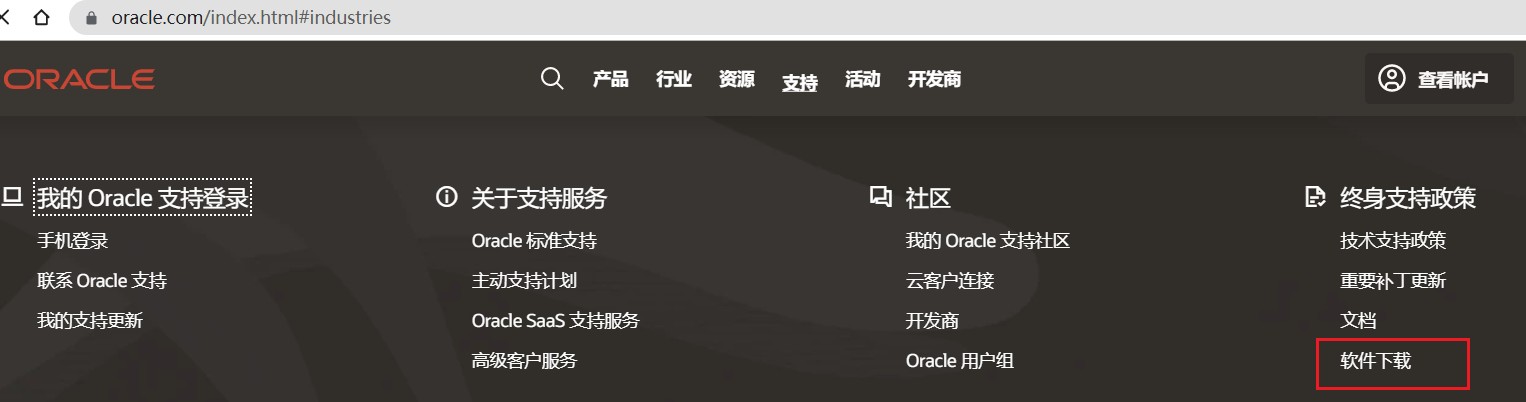 oracle.com/index.html#industries
ORACLE
产品 行业 资源 支持 活动 开发商
查看帐户
我的 Oracle 支持登录
手机登录
联系 Oracle 支持
我的支持更新
关于支持服务
Oracle 标准支持
主动支持计划
Oracle SaaS 支持服务
高级客户服务
社区
我的 Oracle 支持社区
云客户连接
开发商
Oracle 用户组
终身支持政策
技术支持政策
重要补丁更新
文档
软件下载